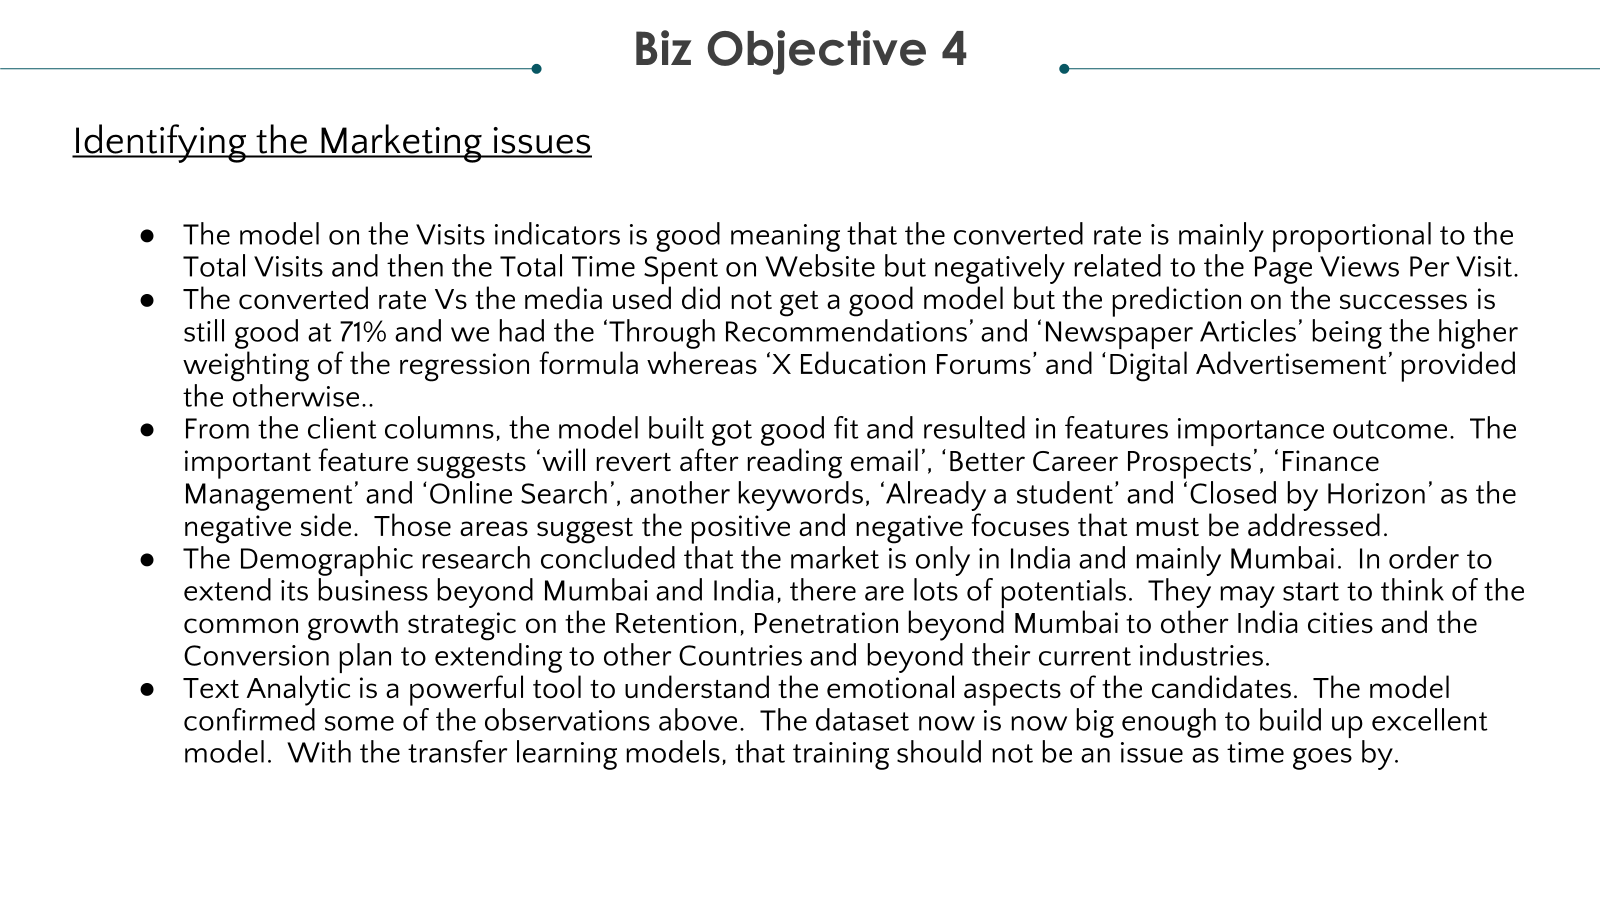 Biz Objective 4
Identifying the Marketing issues
● The model on the Visits indicators is good meaning that the converted rate is mainly proportional to the
Total Visits and then the Total Time Spent on Website but negatively related to the Page Views Per Visit.
● The converted rate Vs the media used did not get a good model but the prediction on the successes is
still good at 71% and we had the ‘Through Recommendations’ and ‘Newspaper Articles’ being the higher
weighting of the regression formula whereas ‘X Education Forums’ and ‘Digital Advertisement’ provided
the otherwise..
● From the client columns, the model built got good fit and resulted in features importance outcome.  The
important feature suggests ‘will revert after reading email’, ‘Better Career Prospects’, ‘Finance
Management’ and ‘Online Search’, another keywords, ‘Already a student’ and ‘Closed by Horizon’ as the
negative side.  Those areas suggest the positive and negative focuses that must be addressed.
● The Demographic research concluded that the market is only in India and mainly Mumbai.  In order to
extend its business beyond Mumbai and India, there are lots of potentials.  They may start to think of the
common growth strategic on the Retention, Penetration beyond Mumbai to other India cities and the
Conversion plan to extending to other Countries and beyond their current industries.
● Text Analytic is a powerful tool to understand the emotional aspects of the candidates.  The model
confirmed some of the observations above.  The dataset now is now big enough to build up excellent
model.  With the transfer learning models, that training should not be an issue as time goes by.